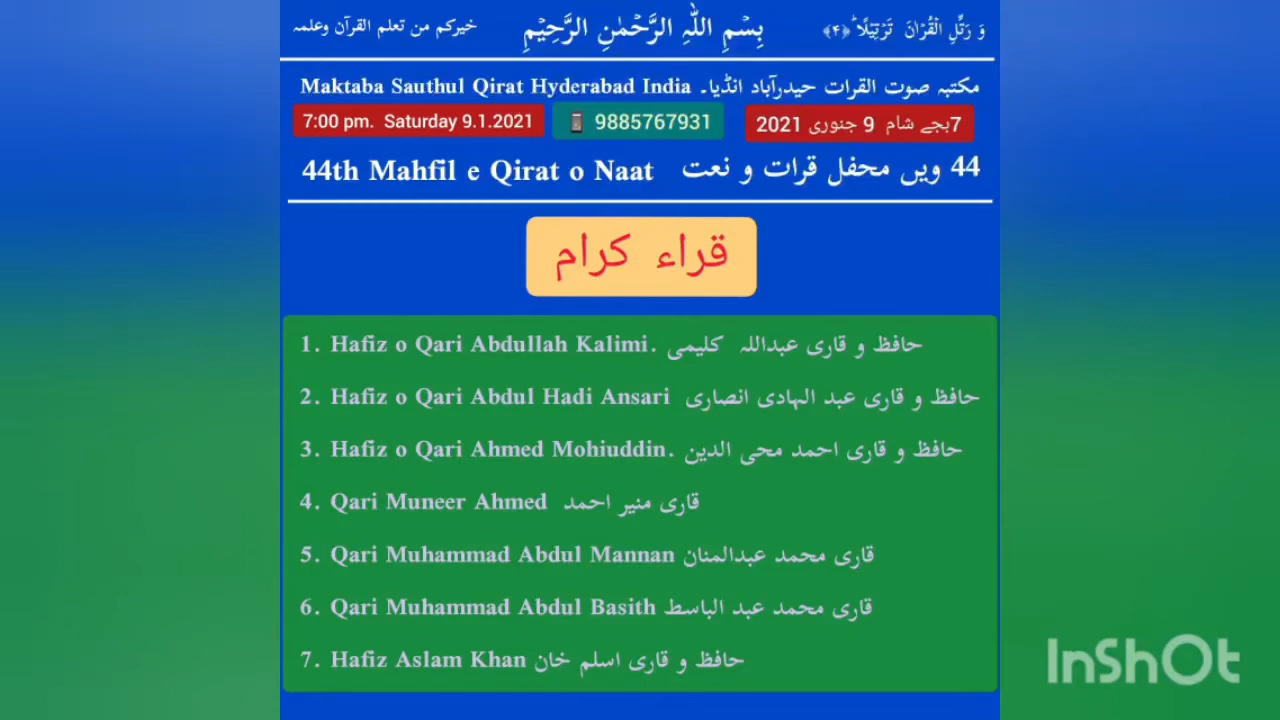 خیرکم من تعلم القرآن وعلمہ بِسْمِ اللّٰہِ الرَّحْمٰنِ الرَّحِیْمِ وَ رَتِّلِ الْقُرْاٰنَ تَرْتِیْلًا ؕ﴿۴﴾
Maktaba Sauthul Qirat Hyderabad India مکتبہ صوت القرات حیدرآباد انڈیا۔
7:00 pm. Saturday 9.1.2021 9885767931 7بجے شام 9 جنوری 2021
44th Mahfil e Qirat o Naat 44 ویں محفل قرات و نعت
قراء کرام
1. Hafiz o Qari Abdullah Kalimi. حافظ و قاری عبداللہ کلیمی
2. Hafiz o Qari Abdul Hadi Ansari حافظ و قاری عبد الہادی انصاری
3. Hafiz o Qari Ahmed Mohiuddin. حافظ و قاری احمد محی الدین
4. Qari Muneer Ahmed قاری منیر احمد
5. Qari Muhammad Abdul Mannan قاری محمد عبدالمنان
6. Qari Muhammad Abdul Basith قاری محمد عبد الباسط
7. Hafiz Aslam Khan حافظ و قاری اسلم خان
InShOt